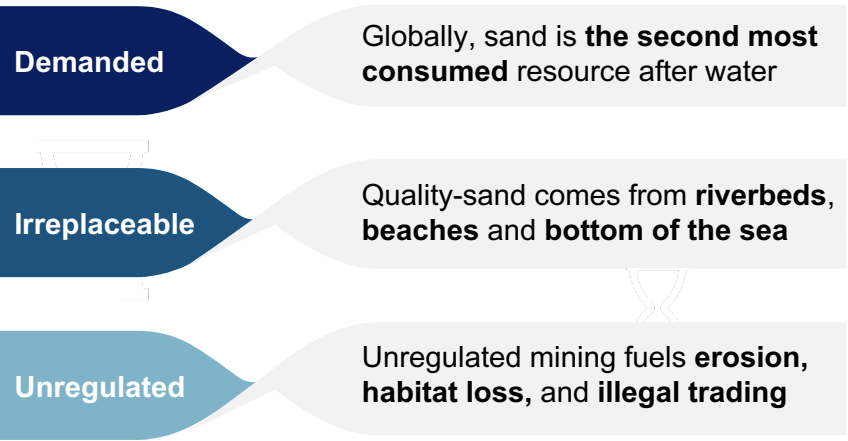 Demanded
Globally, sand is the second most
consumed resource after water
Irreplaceable
Quality-sand comes from riverbeds,
beaches and bottom of the sea
Unregulated
Unregulated mining fuels erosion,
habitat loss, and illegal trading